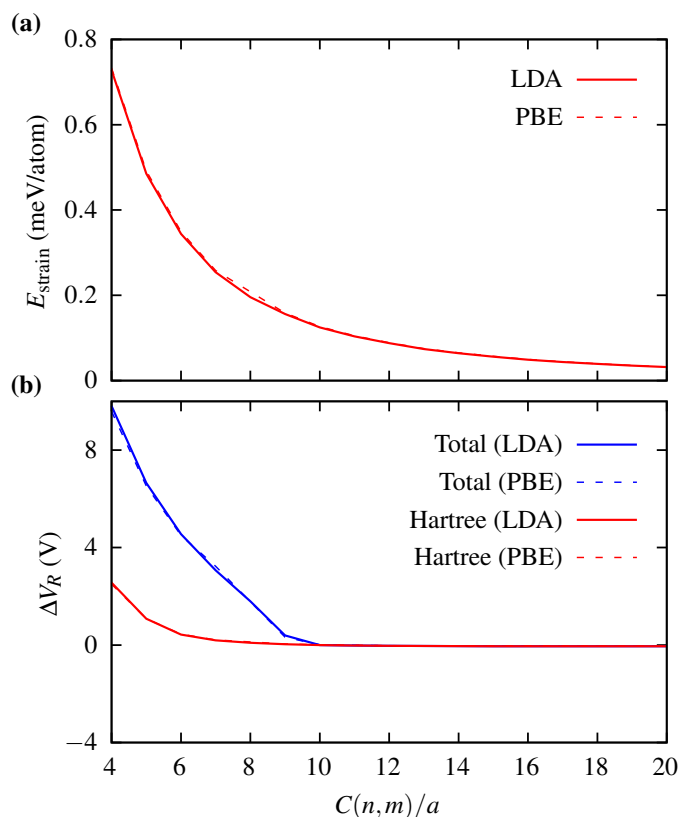 (a)
0.8
0.6
0.4
0.2
0
E_strain (meV/atom)
LDA
PBE
(b)
8
4
0
−4
ΔV_R (V)
Total (LDA)
Total (PBE)
Hartree (LDA)
Hartree (PBE)
4 6 8 10 12 14 16 18 20
C(n,m)/a